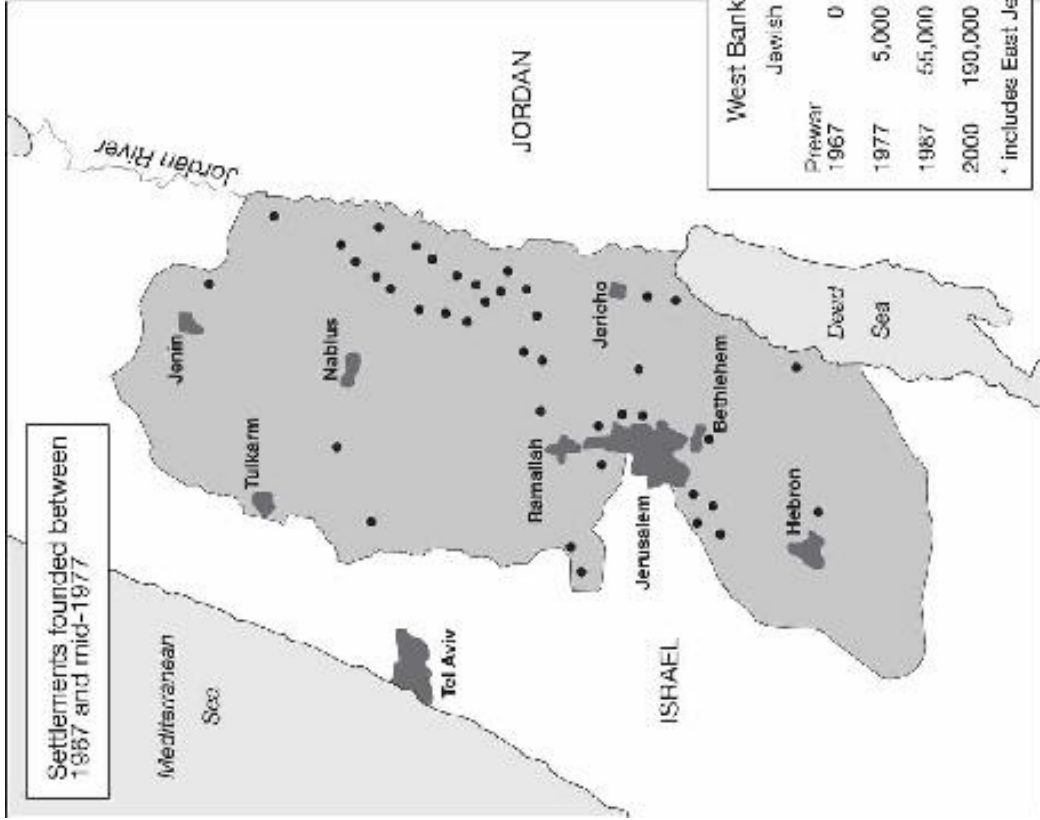 Settlements founded between
1967 and mid-1977
Mediterranean
Sea
Jordan River
JORDAN
Jenin
Tulkarm
Nablus
Tel Aviv
Ramallah
Jericho
Jerusalem
ISRAEL
Bethlehem
Hebron
Dead
Sea
West Bank
Jewish
Prewar
1967 0
1977 5,000
1987 55,000
2000 190,000
* includes East Je